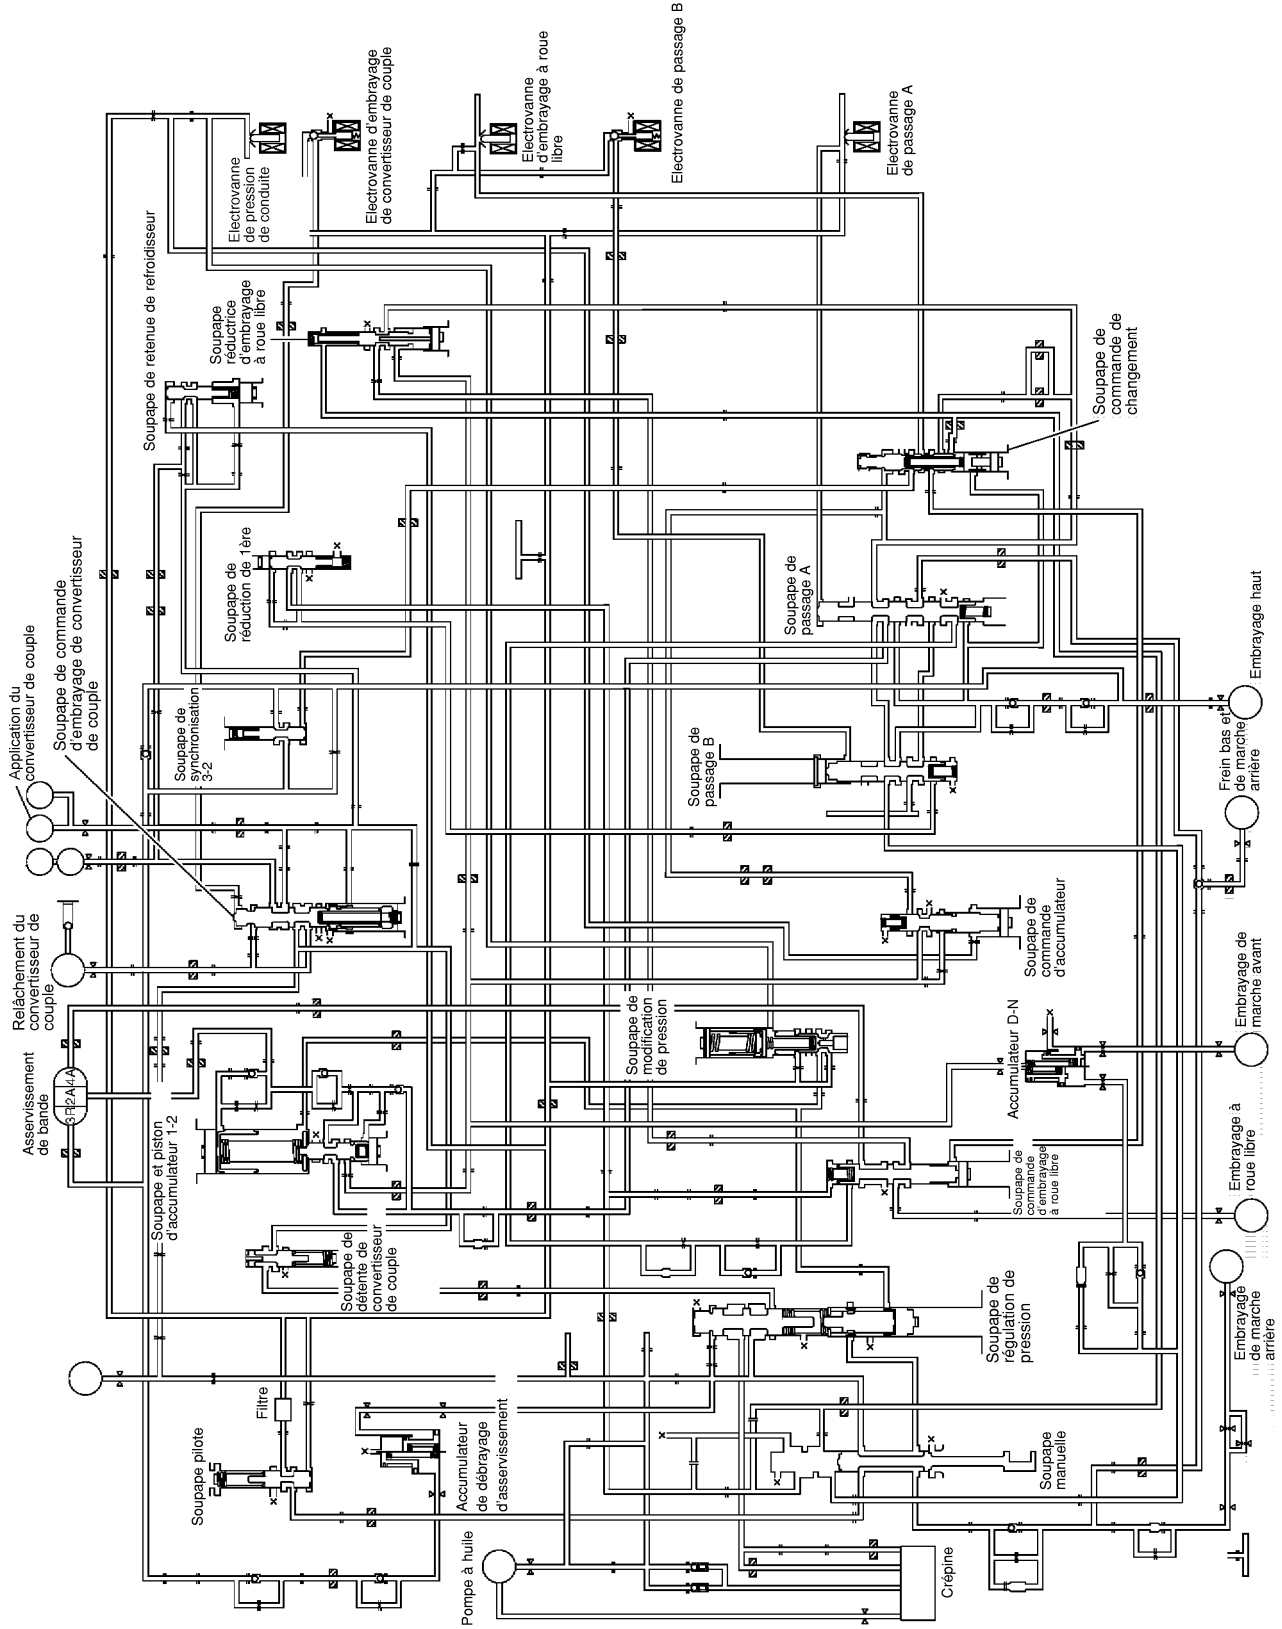 Electrovanne
de pression
de conduite
Electrovanne d'embrayage
de convertisseur de couple
Electrovanne
d'embrayage à roue
libre
Electrovanne de passage B
Electrovanne
de passage A
Soupape de retenue de refroidisseur
Soupape
réductrice
d'embrayage
à roue libre
Soupape de
commande de
changement
Soupape de
réduction de 1ère
Soupape de
passage A
Application du
convertisseur de couple
Soupape de commande
d'embrayage de convertisseur
de couple
Soupape de
synchronisation
3-2
Soupape de
passage B
Embrayage haut
Frein bas et
de marche
arrière
Relâchement du
convertisseur de
couple
Soupape de
commande
d'accumulateur
Asservissement
de bande
3R2A4A
Soupape et piston
d'accumulateur 1-2
Soupape de
modification
de pression
Accumulateur D-N
Embrayage de
marche avant
Soupape de
détente de
convertisseur
de couple
Soupape de
commande
d'embrayage
à roue libre
Embrayage à
roue libre
Soupape de
régulation de
pression
Embrayage
de marche
arrière
Filtre
Soupape pilote
Accumulateur
de débrayage
d'asservissement
Soupape
manuelle
Pompe à huile
Crépine